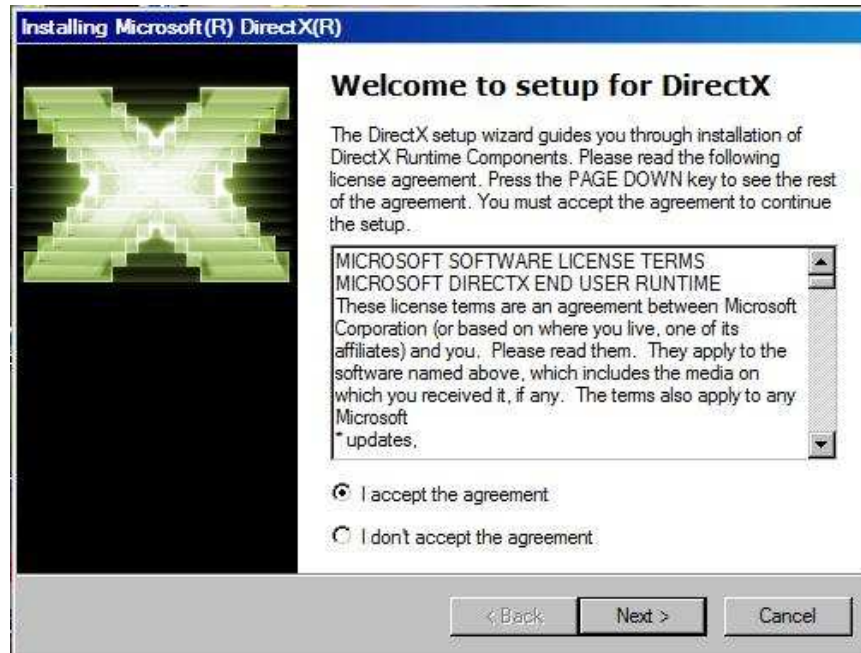 Installing Microsoft(R) DirectX(R)
Welcome to setup for DirectX
The DirectX setup wizard guides you through installation of
DirectX Runtime Components. Please read the following
license agreement. Press the PAGE DOWN key to see the rest
of the agreement. You must accept the agreement to continue
the setup.
MICROSOFT SOFTWARE LICENSE TERMS
MICROSOFT DIRECTX END USER RUNTIME
These license terms are an agreement between Microsoft
Corporation (or based on where you live, one of its
affiliates) and you. Please read them. They apply to the
software named above, which includes the media on
which you received it, if any. The terms also apply to any
Microsoft
* updates,
I accept the agreement
I don't accept the agreement
< Back
Next >
Cancel